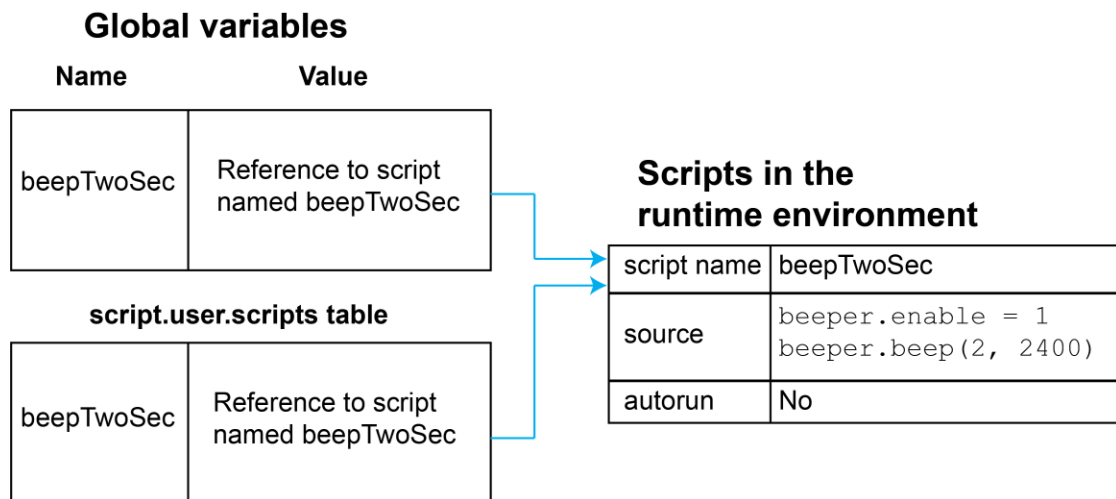 Global variables
Name Value
beepTwoSec
Reference to script
named beepTwoSec
script.user.scripts table
beepTwoSec
Reference to script
named beepTwoSec
Scripts in the
runtime environment
script name beepTwoSec
source
beeper.enable = 1
beeper.beep(2, 2400)
autorun No